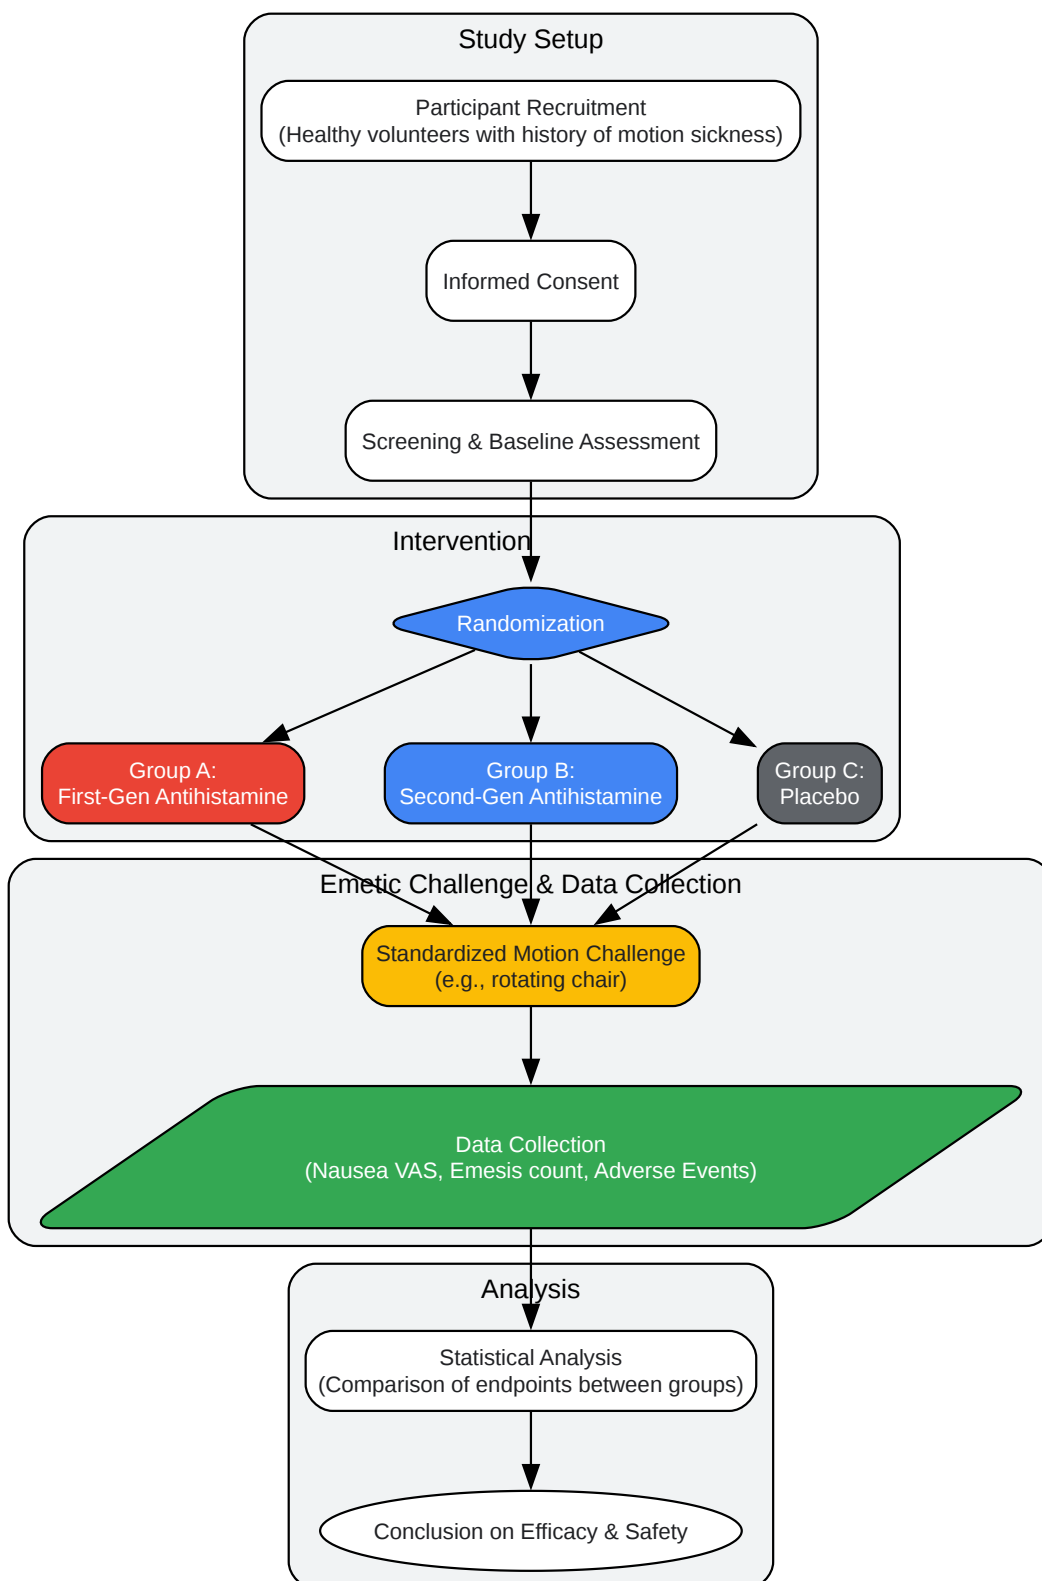 Study Setup
Participant Recruitment
(Healthy volunteers with history of motion sickness)
Informed Consent
Screening & Baseline Assessment
Intervention
Randomization
Group A:
First-Gen Antihistamine
Group B:
Second-Gen Antihistamine
Group C:
Placebo
Emetic Challenge & Data Collection
Standardized Motion Challenge
(e.g., rotating chair)
Data Collection
(Nausea VAS, Emesis count, Adverse Events)
Analysis
Statistical Analysis
(Comparison of endpoints between groups)
Conclusion on Efficacy & Safety